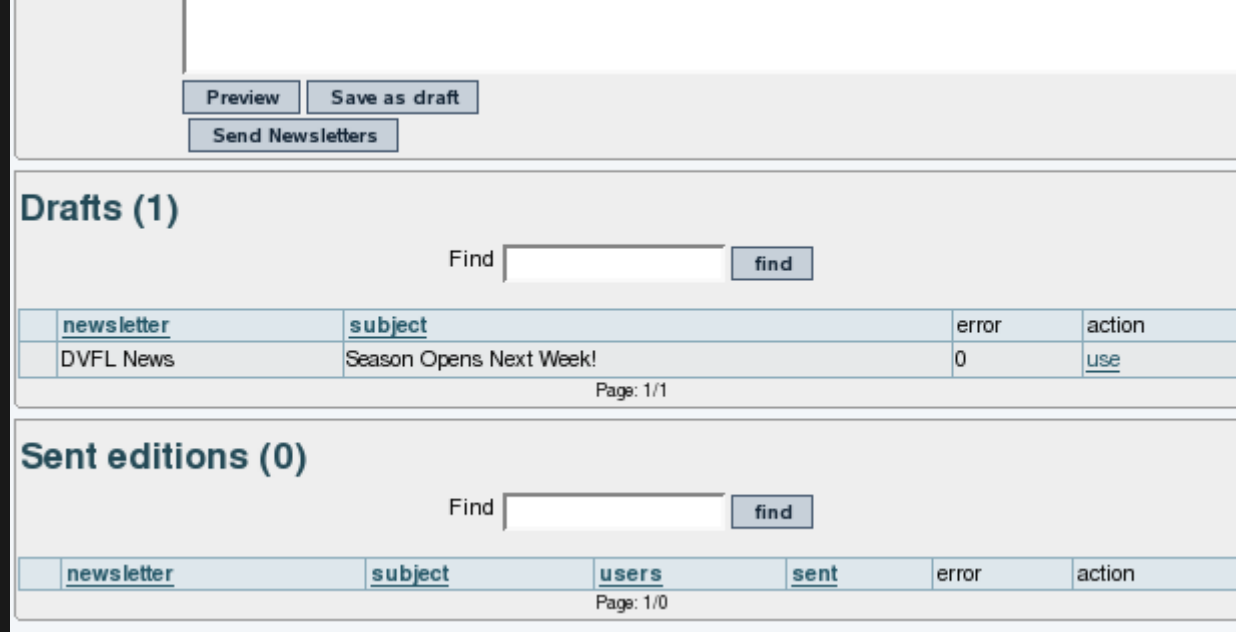 Preview Save as draft
Send Newsletters
Drafts (1)
Find find
newsletter subject error action
DVFL News Season Opens Next Week! 0 use
Page: 1/1
Sent editions (0)
Find find
newsletter subject users sent error action
Page: 1/0